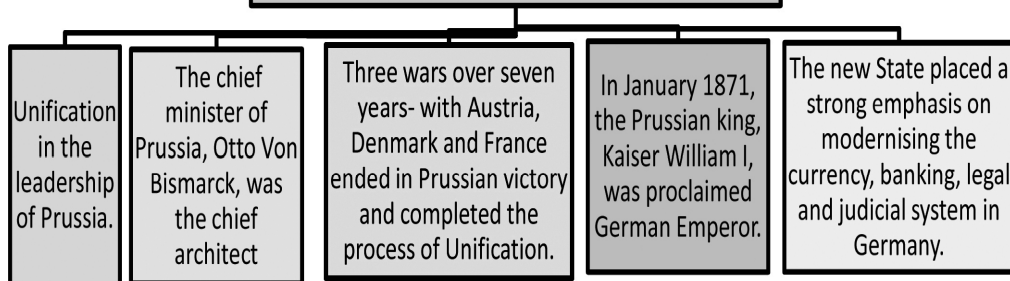 Unification
in the
leadership
of Prussia.
The chief
minister of
Prussia, Otto Von
Bismarck, was
the chief
architect
Three wars over seven
years- with Austria,
Denmark and France
ended in Prussian victory
and completed the
process of Unification.
In January 1871,
the Prussian king,
Kaiser William I,
was proclaimed
German Emperor.
The new State placed a
strong emphasis on
modernising the
currency, banking, legal
and judicial system in
Germany.